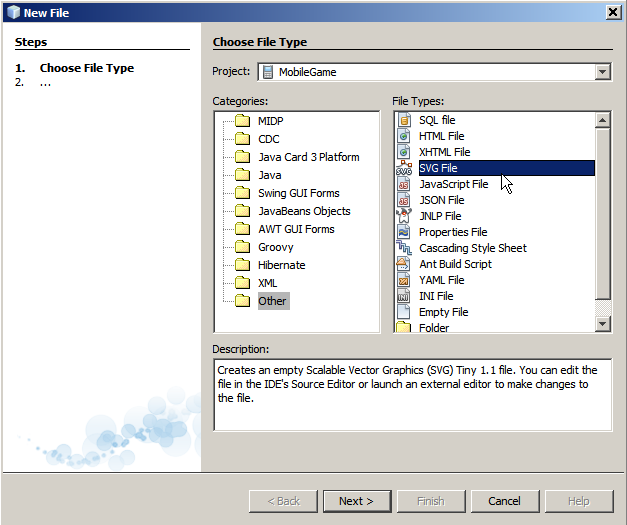 New File
Steps
1. Choose File Type
2. ...
Choose File Type
Project: MobileGame
Categories:
MIDP
CDC
Java Card 3 Platform
Java
Swing GUI Forms
JavaBeans Objects
AWT GUI Forms
Groovy
Hibernate
XML
Other
File Types:
SQL file
HTML File
XHTML File
SVG File
JavaScript File
JSON File
JNLP File
Properties File
Cascading Style Sheet
Ant Build Script
YAML File
INI File
Empty File
Folder
Description:
Creates an empty Scalable Vector Graphics (SVG) Tiny 1.1 file. You can edit the
file in the IDE's Source Editor or launch an external editor to make changes to
the file.
< Back Next > Finish Cancel Help